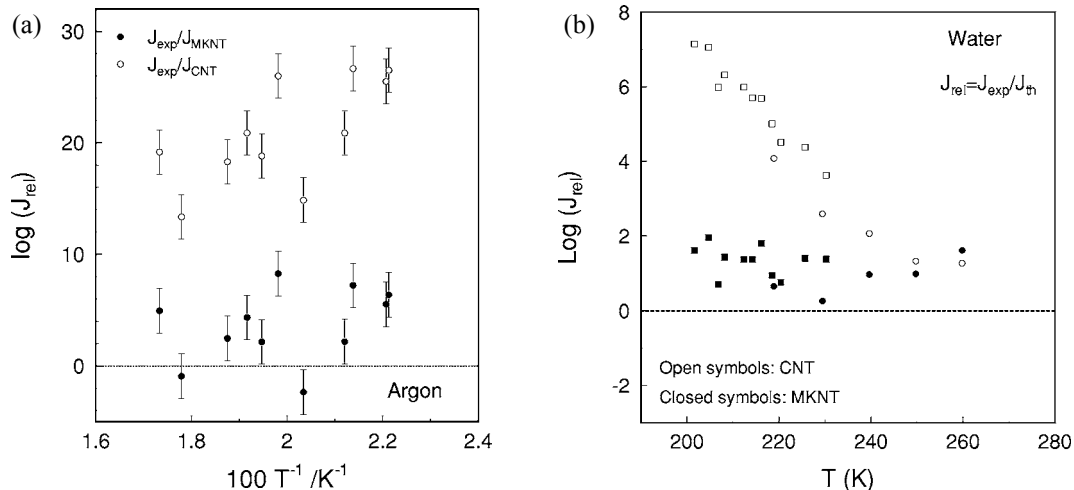 (a)
J_exp/J_MKNT
J_exp/J_CNT
30
20
10
0
log (J_rel)
Argon
1.6 1.8 2 2.2 2.4
100 T^-1 /K^-1
(b)
Water
J_rel=J_exp/J_th
8
6
4
2
0
-2
Log (J_rel)
Open symbols: CNT
Closed symbols: MKNT
200 220 240 260 280
T (K)